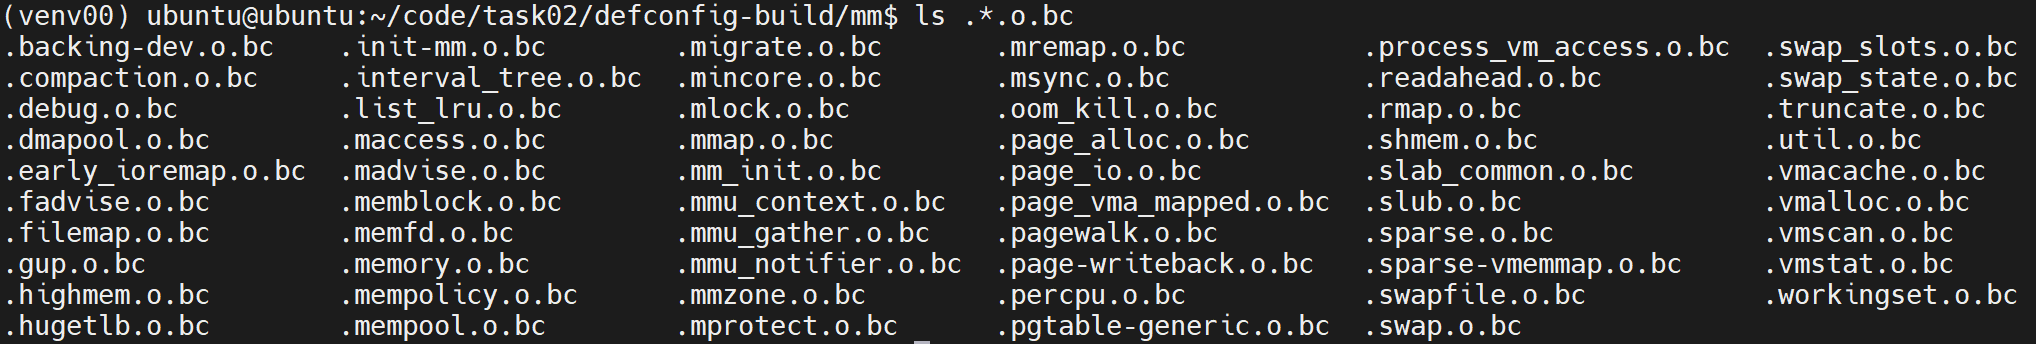 (venv00) ubuntu@ubuntu:~/code/task02/defconfig-build/mm$ ls .*.o.bc
.backing-dev.o.bc .init-mm.o.bc .migrate.o.bc .mremap.o.bc .process_vm_access.o.bc .swap_slots.o.bc
.compaction.o.bc .interval_tree.o.bc .mincore.o.bc .msync.o.bc .readahead.o.bc .swap_state.o.bc
.debug.o.bc .list_lru.o.bc .mlock.o.bc .oom_kill.o.bc .rmap.o.bc .truncate.o.bc
.dmapool.o.bc .maccess.o.bc .mmap.o.bc .page_alloc.o.bc .shmem.o.bc .util.o.bc
.early_ioremap.o.bc .madvise.o.bc .mm_init.o.bc .page_io.o.bc .slab_common.o.bc .vmacache.o.bc
.fadvise.o.bc .memblock.o.bc .mmu_context.o.bc .page_vma_mapped.o.bc .slub.o.bc .vmalloc.o.bc
.filemap.o.bc .memfd.o.bc .mmu_gather.o.bc .pagewalk.o.bc .sparse.o.bc .vmscan.o.bc
.gup.o.bc .memory.o.bc .mmu_notifier.o.bc .page-writeback.o.bc .sparse-vmemmap.o.bc .vmstat.o.bc
.highmem.o.bc .mempolicy.o.bc .mmzone.o.bc .percpu.o.bc .swapfile.o.bc .workingset.o.bc
.hugetlb.o.bc .mempool.o.bc .mprotect.o.bc .pgtable-generic.o.bc .swap.o.bc